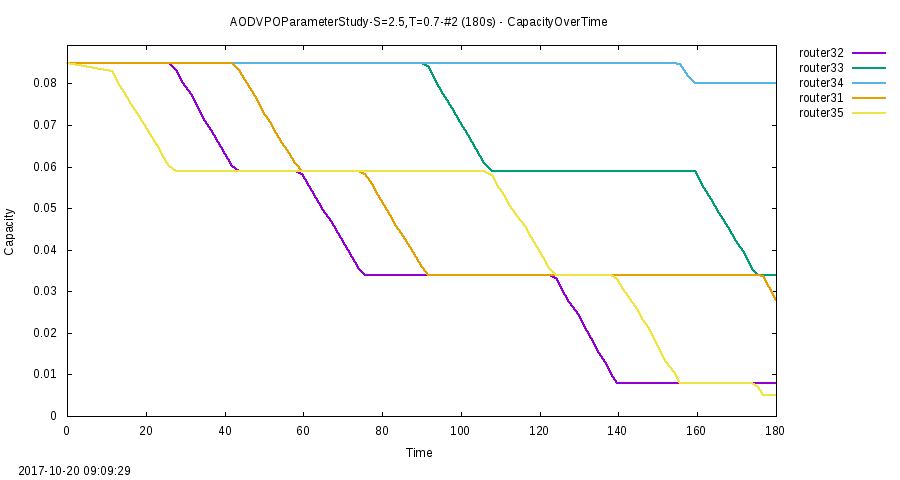 AODVPOParameterStudy-S=2.5,T=0.7-#2 (180s) - CapacityOverTime
router32
router33
router34
router31
router35
0.08
0.07
0.06
0.05
0.04
0.03
0.02
0.01
0
Capacity
0 20 40 60 80 100 120 140 160 180
Time
2017-10-20 09:09:29